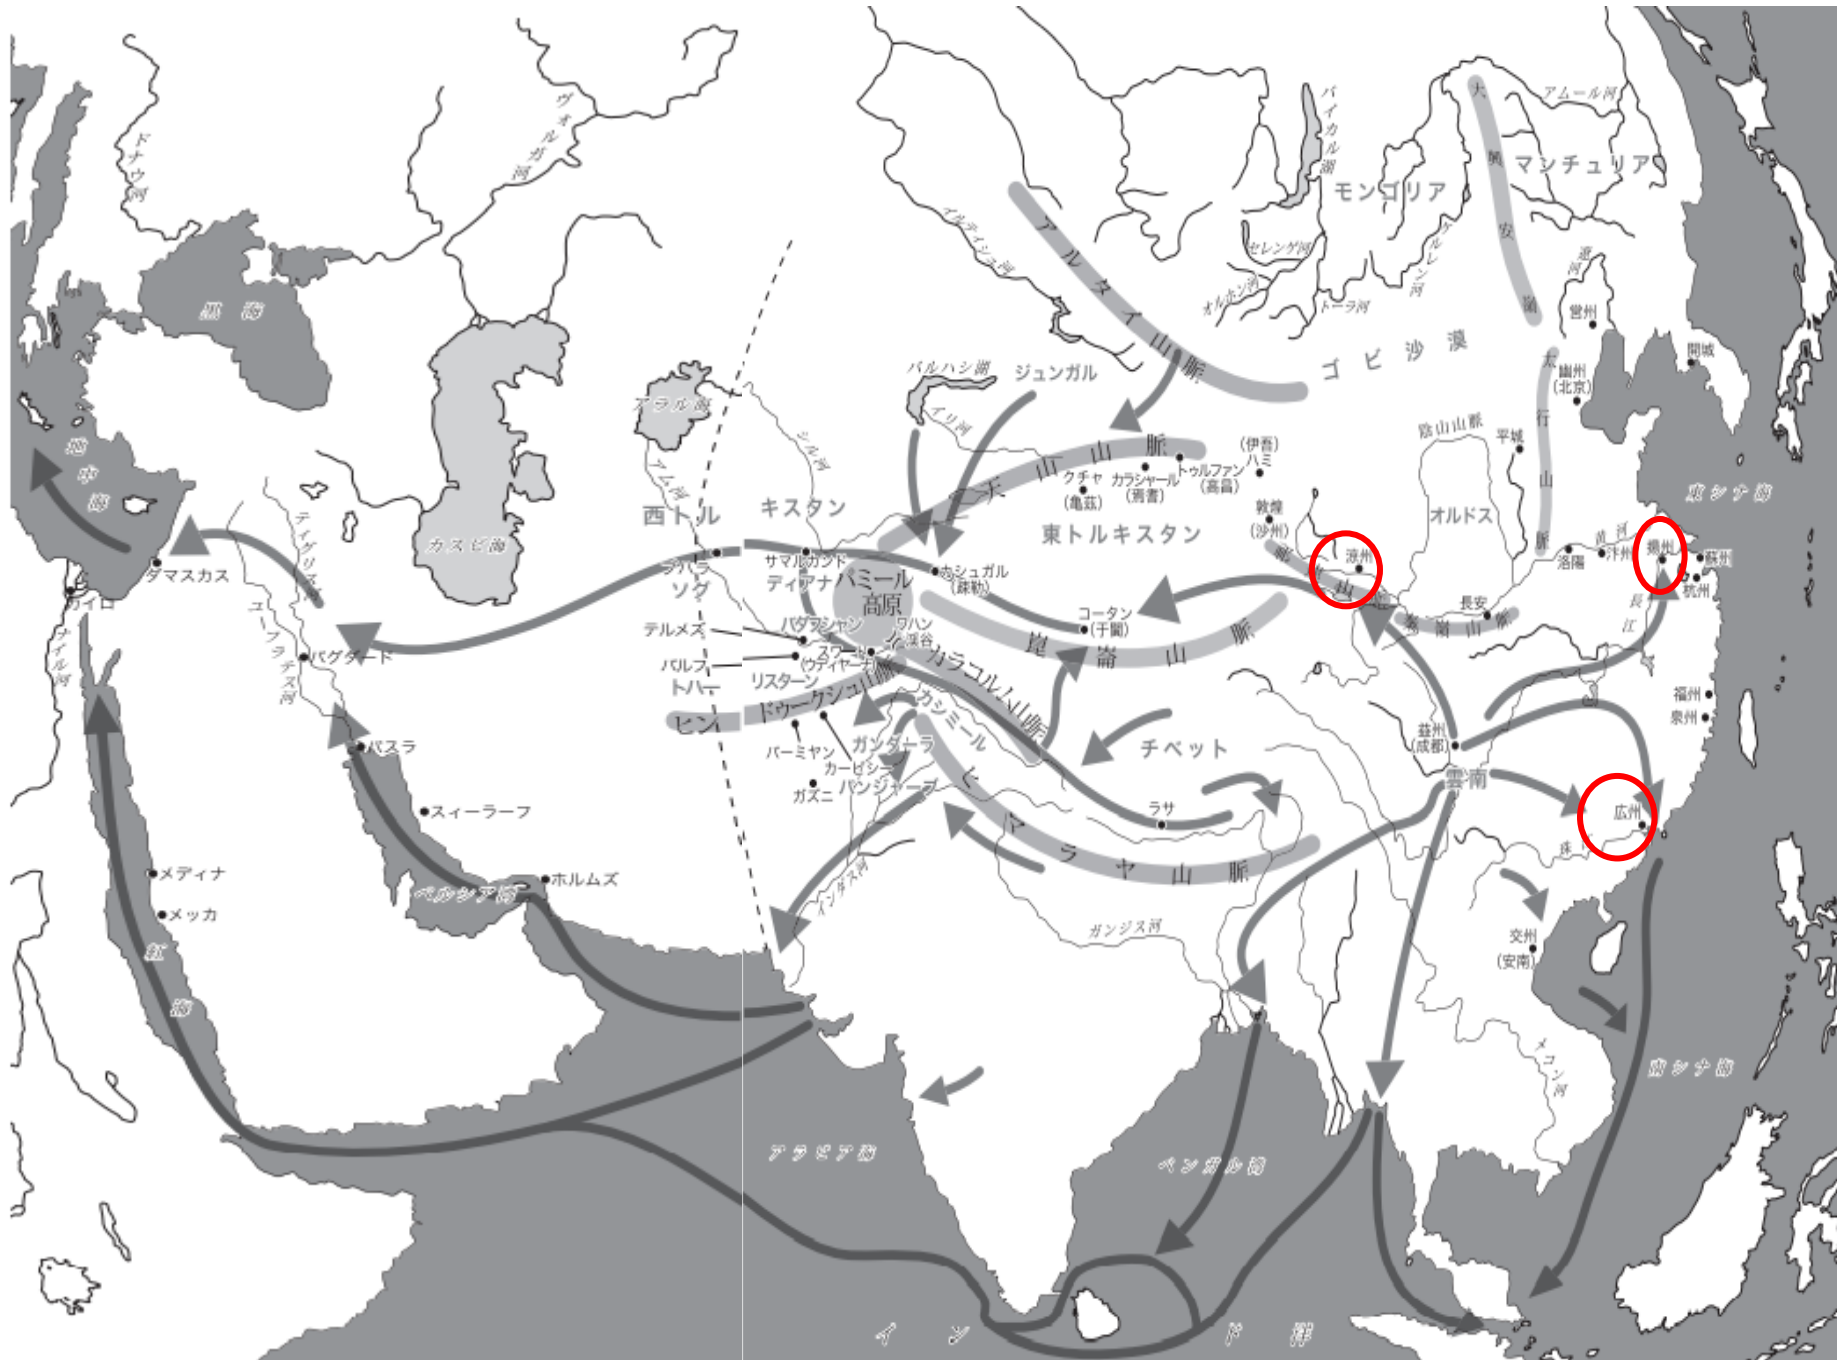 ドナウ河
ヴォルガ河
黒海
地中海
カイロ
ナイル河
ダマスカス
ティグリス河
ユーフラテス河
バグダード
バスラ
スィーラーフ
ホルムズ
ペルシア湾
メディナ
メッカ
紅海
カスピ海
アラル海
アム河
シル河
西トルキスタン
ブハラ
サマルカンド
ソグディアナ
テルメズ
バルフ
トハーリスターン
バダフシャン
ワハン
渓谷
スワート
(ウディヤーナ)
パミール
高原
カシュガル
(疎勒)
ヒンドゥークシュ山脈
バーミヤン
カーピシー
ガズニ
ガンダーラ
パンジャーブ
カシミール
カラコルム山脈
インダス河
バルハシ湖
イリ河
ジュンガル
イルティシュ河
アルタイ山脈
天山山脈
クチャ
(亀茲)
カラシャール
(焉耆)
トゥルファン
(高昌)
(伊吾)
ハミ
敦煌
(沙州)
東トルキスタン
コータン
(于闐)
崑崙山脈
チベット
ラサ
ヒマラヤ山脈
ガンジス河
バイカル湖
セレンゲ河
オルホン河
トーラ河
ケルレン河
モンゴリア
ゴビ沙漠
大興安嶺
アムール河
マンチュリア
遼河
営州
幽州
(北京)
太行山脈
開城
陰山山脈
平城
オルドス
涼州
長安
秦嶺山脈
洛陽
汴州
黄河
揚州
蘇州
杭州
長江
東シナ海
福州
泉州
益州
(成都)
雲南
広州
珠江
交州
(安南)
メコン河
南シナ海
アラビア海
ベンガル湾
インド洋